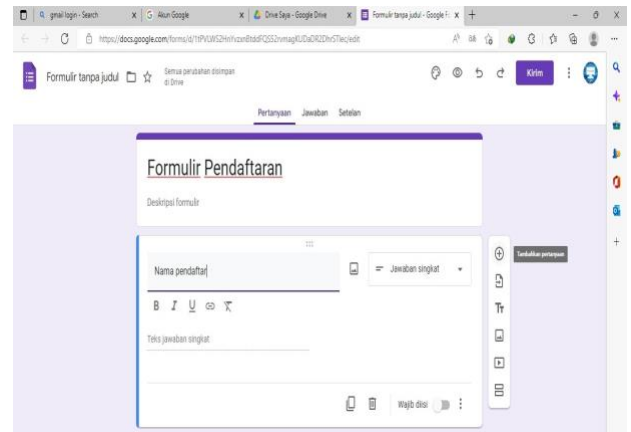 gmail login - Search
Akun Google
Drive Saya - Google Drive
Formulir tanpa judul - Google F
Formulir tanpa judul
Semua perubahan disimpan
di Drive
Kirim
Pertanyaan Jawaban Setelan
Formulir Pendaftaran
Deskripsi formulir
Nama pendaftar
Jawaban singkat
Tambahkan pertanyaan
B I U
Teks jawaban singkat
Tt
Wajib diisi